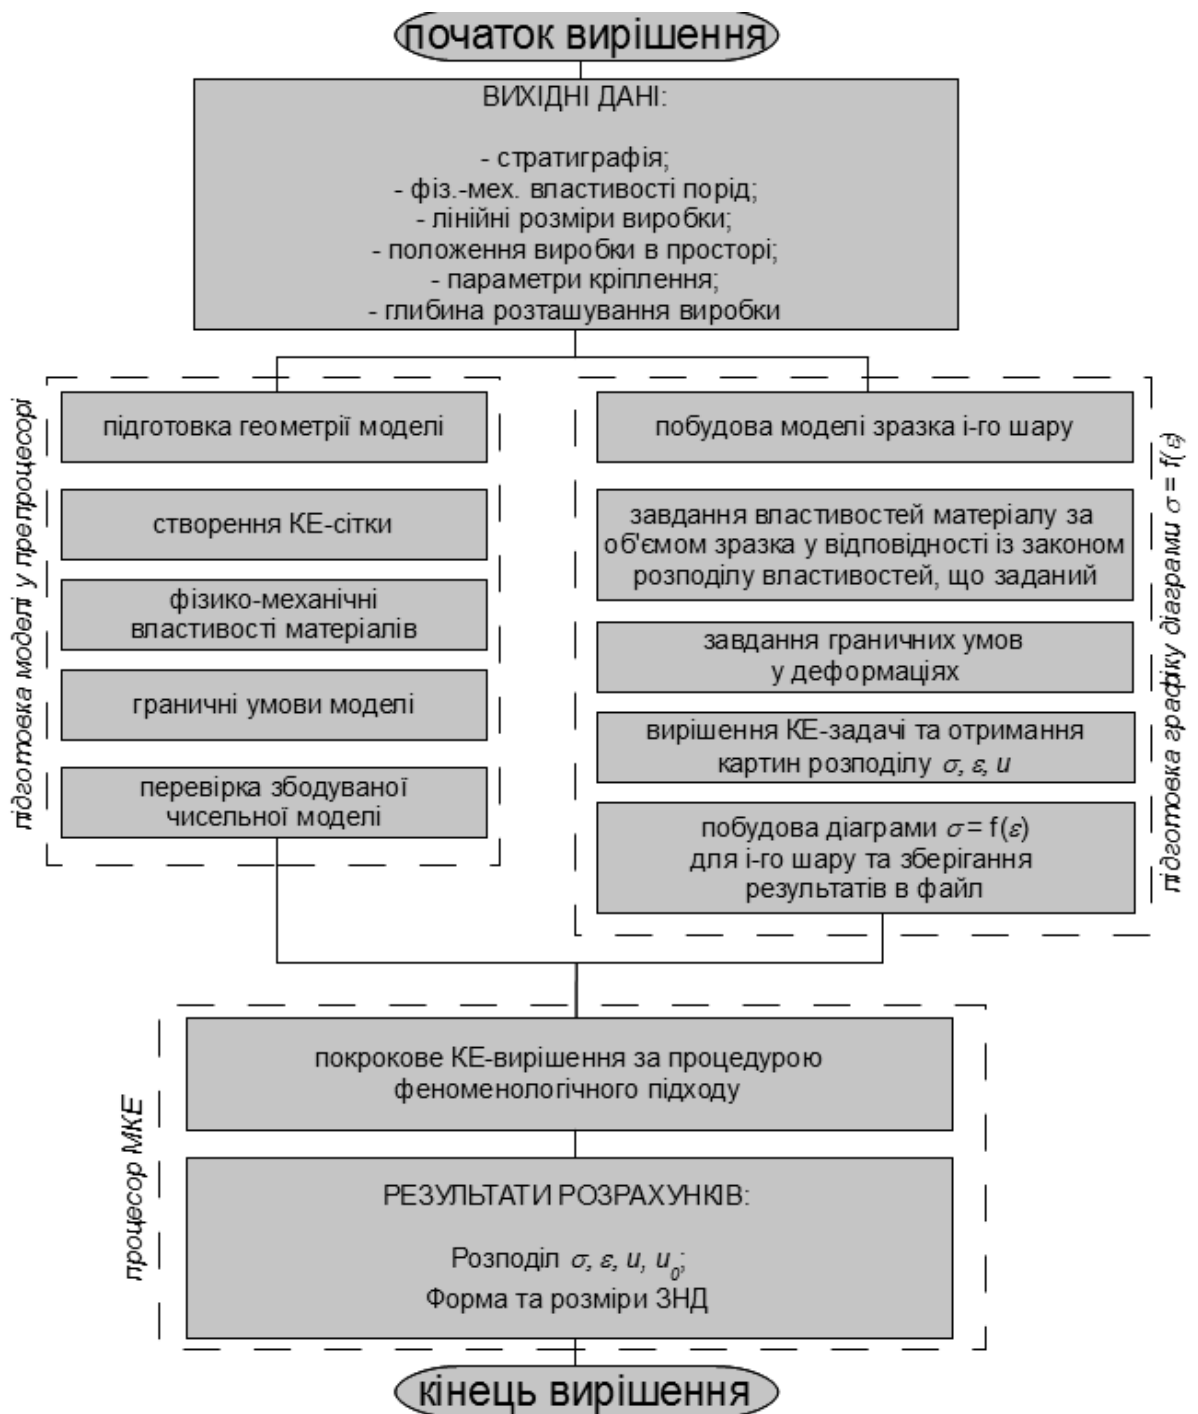 початок вирішення
ВИХІДНІ ДАНІ:
- стратиграфія;
- фіз.-мех. властивості порід;
- лінійні розміри виробки;
- положення виробки в просторі;
- параметри кріплення;
- глибина розташування виробки
підготовка моделі у препроцесорі
підготовка геометрії моделі
створення КЕ-сітки
фізико-механічні
властивості матеріалів
граничні умови моделі
перевірка збодуваної
чисельної моделі
підготовка графіку діаграми σ = f(ε)
побудова моделі зразка і-го шару
завдання властивостей матеріалу за
об'ємом зразка у відповідності із законом
розподілу властивостей, що заданий
завдання граничних умов
у деформаціях
вирішення КЕ-задачі та отримання
картин розподілу σ, ε, u
побудова діаграми σ = f(ε)
для і-го шару та зберігання
результатів в файл
процесор МКЕ
покрокове КЕ-вирішення за процедурою
феноменологічного підходу
РЕЗУЛЬТАТИ РОЗРАХУНКІВ:
Розподіл σ, ε, u, u₀;
Форма та розміри ЗНД
кінець вирішення